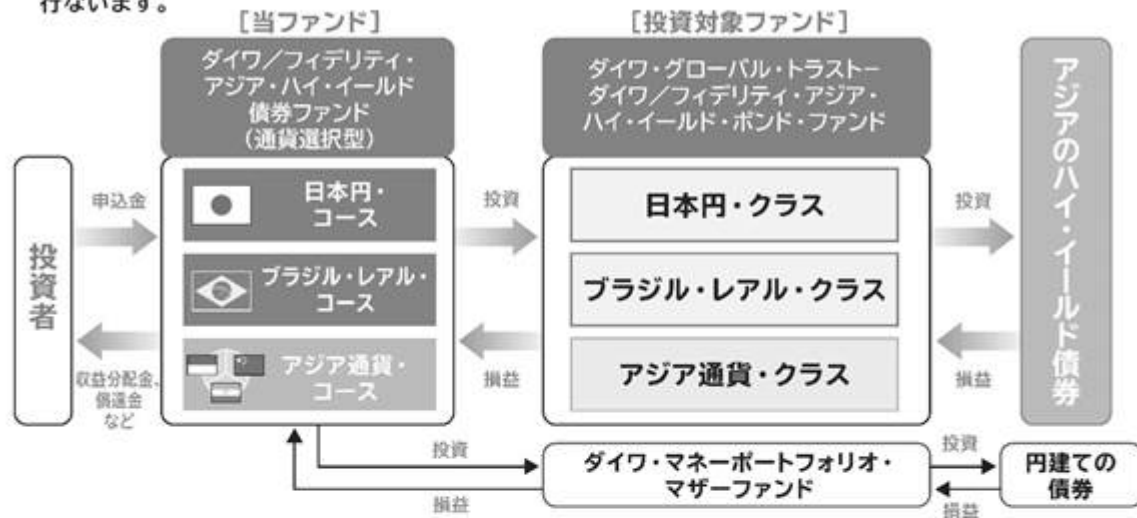 行ないます。
[当ファンド]
[投資対象ファンド]
ダイワ／フィデリティ・
アジア・ハイ・イールド
債券ファンド
（通貨選択型）
ダイワ・グローバル・トラストー
ダイワ／フィデリティ・アジア・
ハイ・イールド・ボンド・ファンド
投資者
申込金
収益分配金、
償還金
など
日本円・
コース
ブラジル・レアル・
コース
アジア通貨・
コース
投資
損益
日本円・クラス
ブラジル・レアル・クラス
アジア通貨・クラス
投資
損益
アジアのハイ・イールド債券
投資
損益
ダイワ・マネーポートフォリオ・
マザーファンド
投資
損益
円建ての
債券